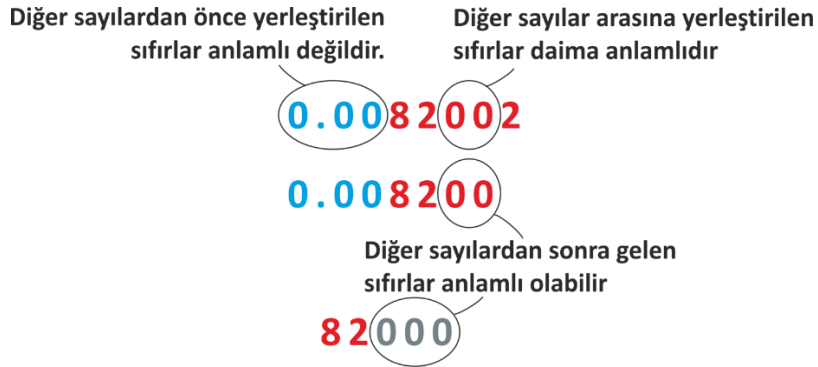 Diğer sayılardan önce yerleştirilen
sıfırlar anlamlı değildir.
Diğer sayılar arasına yerleştirilen
sıfırlar daima anlamlıdır
0.0082002
0.008200
Diğer sayılardan sonra gelen
sıfırlar anlamlı olabilir
82000